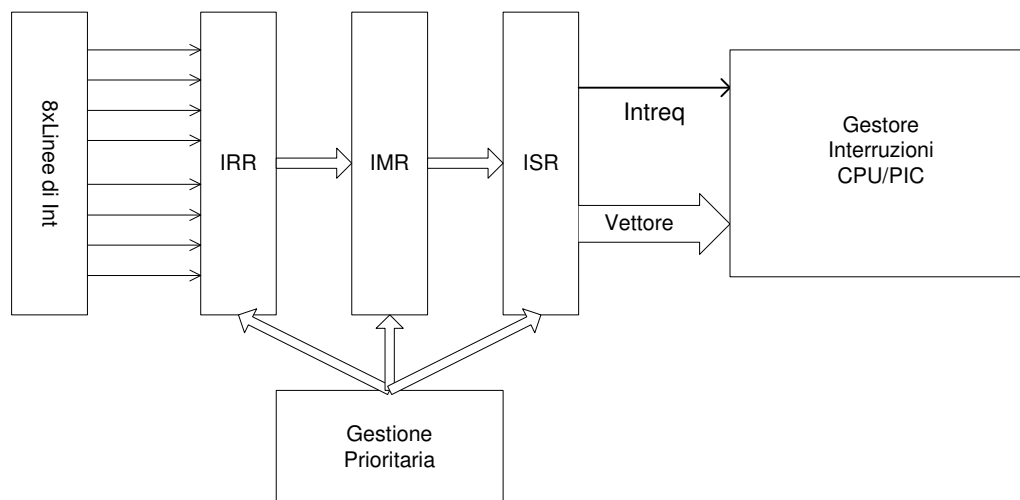 8xLinee di Int
IRR
IMR
ISR
Intreq
Vettore
Gestore
Interruzioni
CPU/PIC
Gestione
Prioritaria